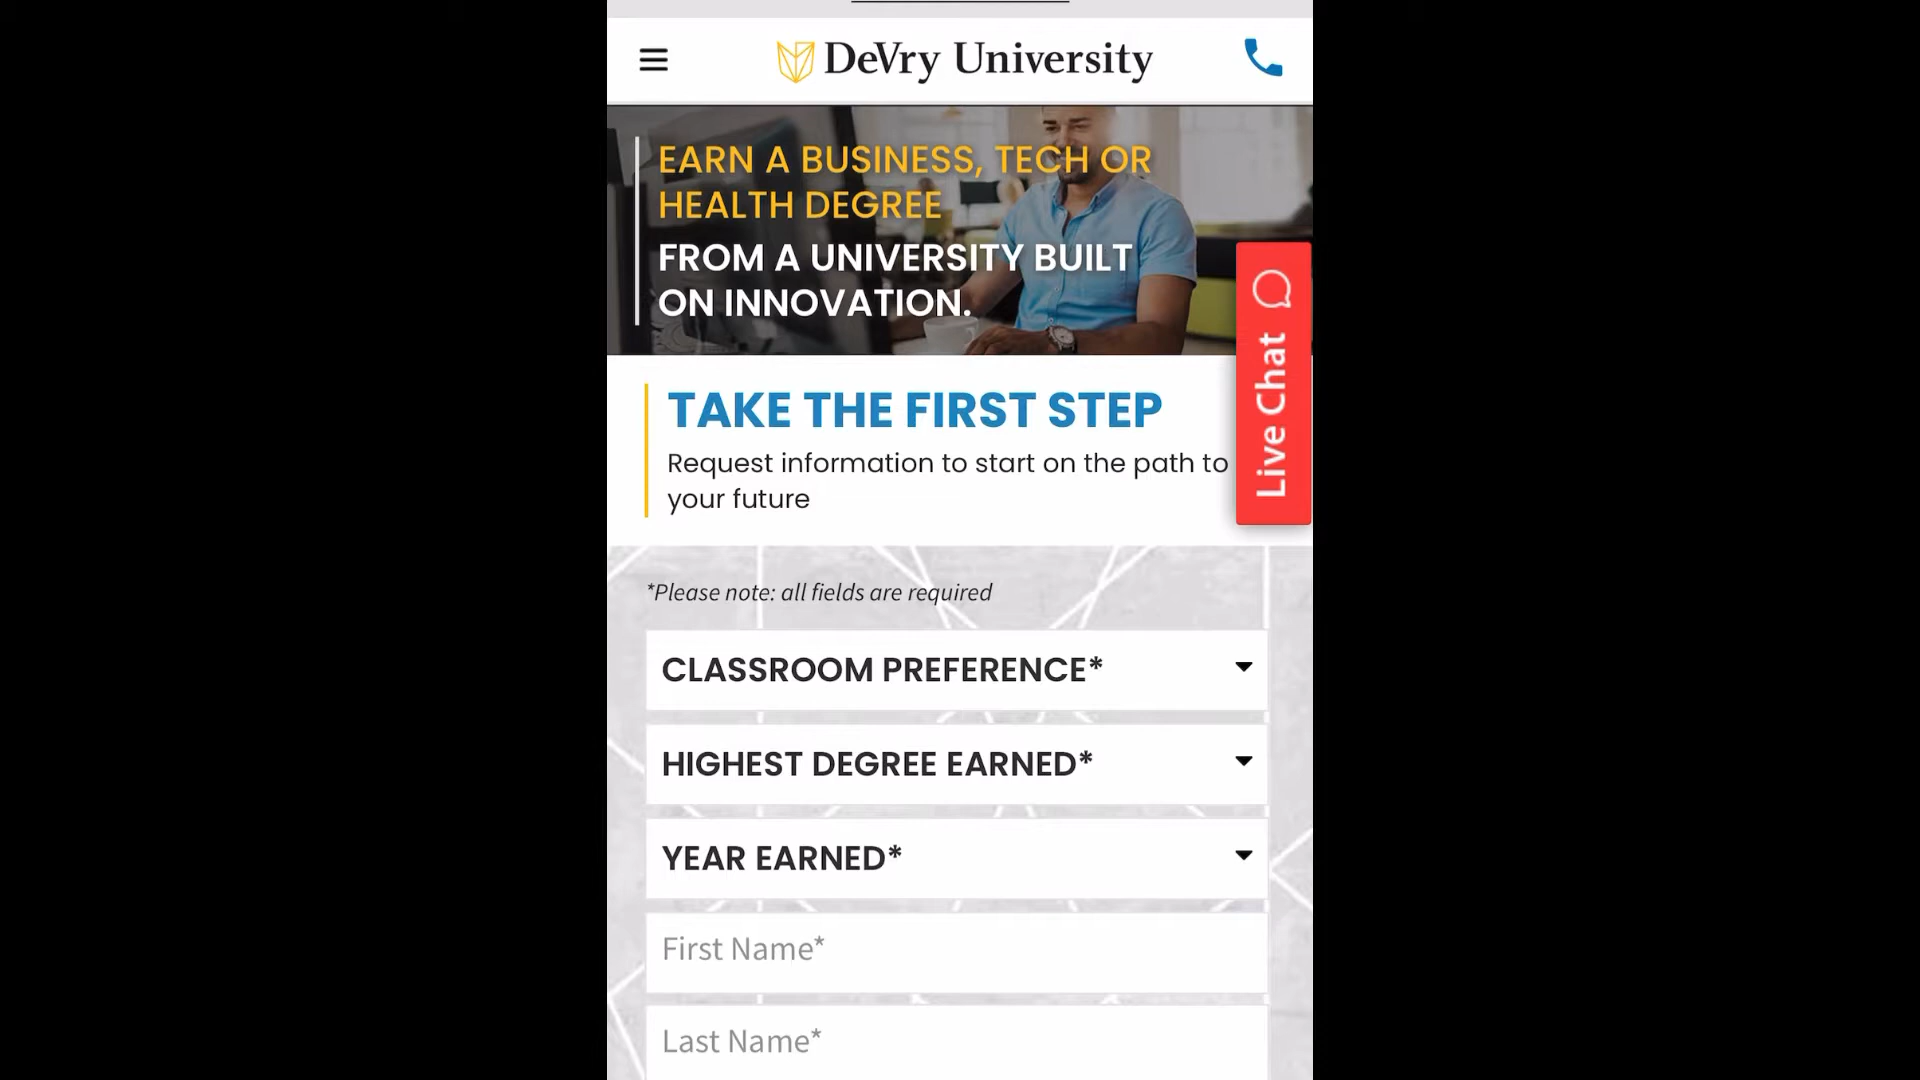 DeVry University
EARN A BUSINESS, TECH OR
HEALTH DEGREE
FROM A UNIVERSITY BUILT
ON INNOVATION.
Live Chat
TAKE THE FIRST STEP
Request information to start on the path to
your future
*Please note: all fields are required
CLASSROOM PREFERENCE*
HIGHEST DEGREE EARNED*
YEAR EARNED*
First Name*
Last Name*